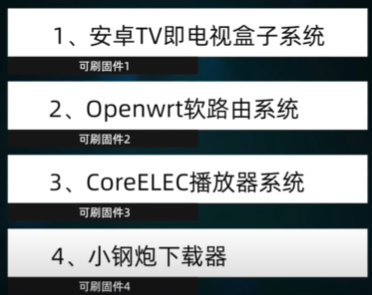 1、安卓TV即电视盒子系统
可刷固件1
2、Openwrt软路由系统
可刷固件2
3、CoreELEC播放器系统
可刷固件3
4、小钢炮下载器
可刷固件4